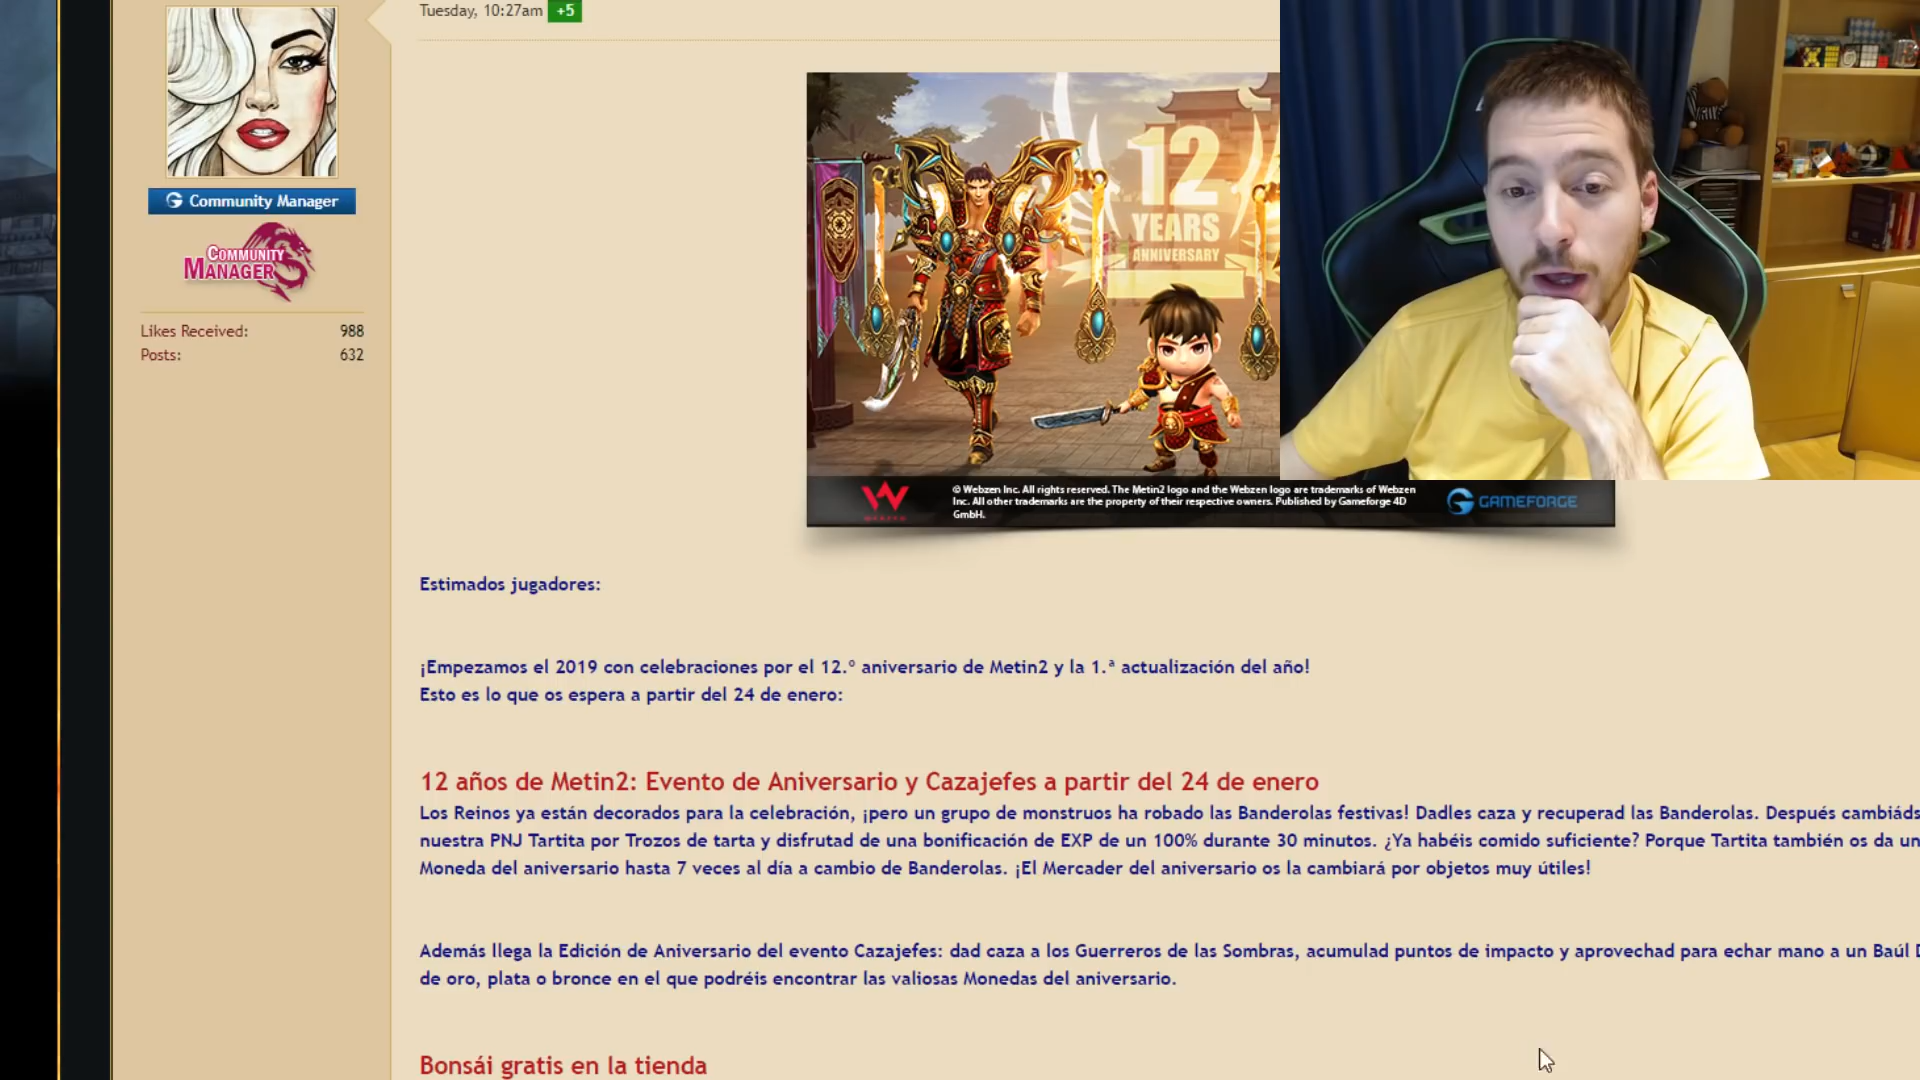 Tuesday, 10:27am +5
Community Manager
COMMUNITY
MANAGER
Likes Received: 988
Posts: 632
12
YEARS
ANNIVERSARY
© Webzen Inc. All rights reserved. The Metin2 logo and the Webzen logo are trademarks of Webzen
Inc. All other trademarks are the property of their respective owners. Published by Gameforge 4D
GmbH.
GAMEFORGE
Estimados jugadores:
¡Empezamos el 2019 con celebraciones por el 12.º aniversario de Metin2 y la 1.ª actualización del año!
Esto es lo que os espera a partir del 24 de enero:
12 años de Metin2: Evento de Aniversario y Cazajefes a partir del 24 de enero
Los Reinos ya están decorados para la celebración, ¡pero un grupo de monstruos ha robado las Banderolas festivas! Dadles caza y recuperad las Banderolas. Después cambiáds
nuestra PNJ Tartita por Trozos de tarta y disfrutad de una bonificación de EXP de un 100% durante 30 minutos. ¿Ya habéis comido suficiente? Porque Tartita también os da un
Moneda del aniversario hasta 7 veces al día a cambio de Banderolas. ¡El Mercader del aniversario os la cambiará por objetos muy útiles!
Además llega la Edición de Aniversario del evento Cazajefes: dad caza a los Guerreros de las Sombras, acumulad puntos de impacto y aprovechad para echar mano a un Baúl
de oro, plata o bronce en el que podréis encontrar las valiosas Monedas del aniversario.
Bonsái gratis en la tienda